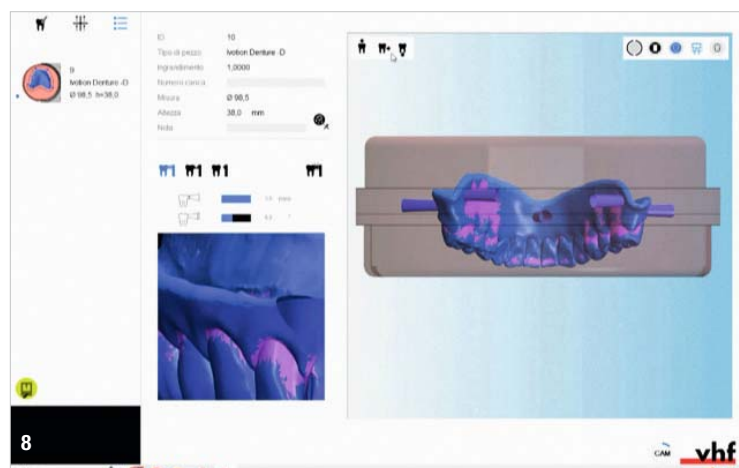 9
Ivotion Denture -D
Ø 98,5 h=38,0
ID 10
Tipo di pezzo Ivotion Denture -D
Ingrandimento 1,0000
Numero carica
Misura Ø 98,5
Altezza 38,0 mm
Nota
8
CAM
vhf